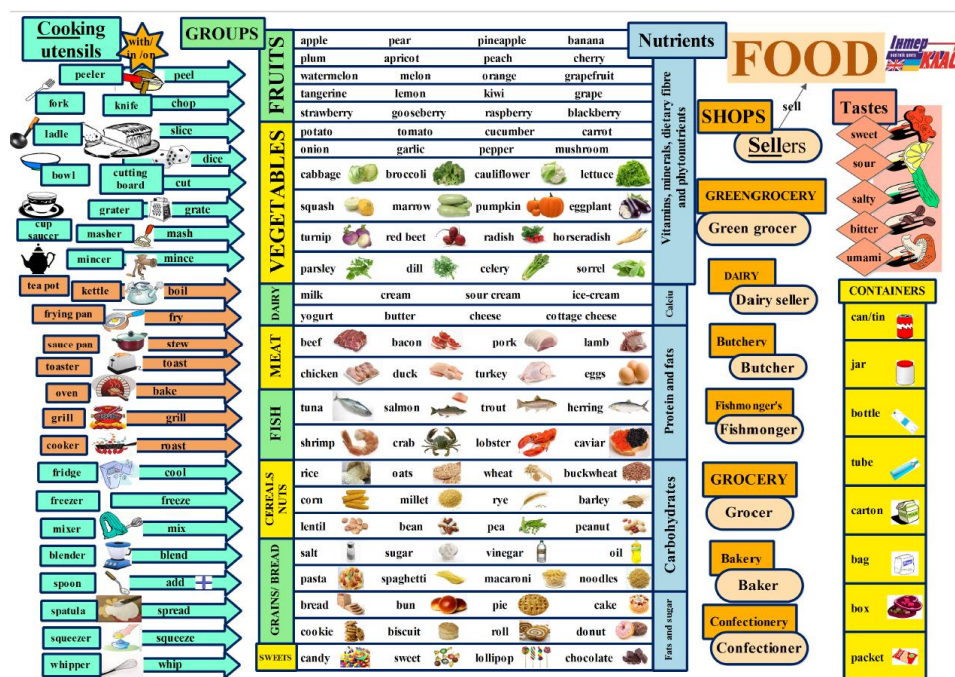 Cooking
utensils
with/
in /on
peeler
peel
fork
knife
chop
ladle
slice
dice
bowl
cutting
board
cut
grater
grate
cup
saucer
masher
mash
mincer
mince
tea pot
kettle
boil
frying pan
fry
sauce pan
stew
toaster
toast
oven
bake
grill
grill
cooker
roast
fridge
cool
freezer
freeze
mixer
mix
blender
blend
spoon
add
spatula
spread
squeezer
squeeze
whipper
whip
GROUPS
Nutrients
FRUITS
apple pear pineapple banana
plum apricot peach cherry
watermelon melon orange grapefruit
tangerine lemon kiwi grape
strawberry gooseberry raspberry blackberry
VEGETABLES
potato tomato cucumber carrot
onion garlic pepper mushroom
cabbage broccoli cauliflower lettuce
squash marrow pumpkin eggplant
turnip red beet radish horseradish
parsley dill celery sorrel
Vitamins, minerals, dietary fibre
and phytonutrients
DAIRY
milk cream sour cream ice-cream
yogurt butter cheese cottage cheese
Calciu
MEAT
beef bacon pork lamb
chicken duck turkey eggs
FISH
tuna salmon trout herring
shrimp crab lobster caviar
Protein and fats
CEREALS
NUTS
rice oats wheat buckwheat
corn millet rye barley
lentil bean pea peanut
GRAINS/BREAD
salt sugar vinegar oil
pasta spaghetti macaroni noodles
Carbohydrates
bread bun pie cake
cookie biscuit roll donut
SWEETS
candy sweet lollipop chocolate
Fats and sugar
FOOD
Інтер
КЛАС
sell
SHOPS
Sellers
GREENGROCERY
Green grocer
DAIRY
Dairy seller
Butchery
Butcher
Fishmonger's
Fishmonger
GROCERY
Grocer
Bakery
Baker
Confectionery
Confectioner
Tastes
sweet
sour
salty
bitter
umami
CONTAINERS
can/tin
jar
bottle
tube
carton
bag
box
packet